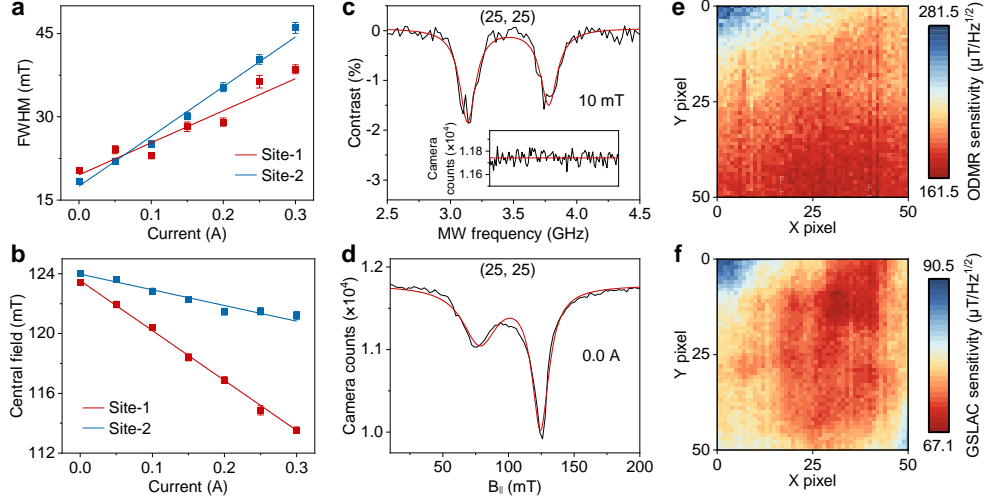 a
FWHM (mT)
45
30
15
0.0 0.1 0.2 0.3
Current (A)
Site-1
Site-2
b
Central field (mT)
124
120
116
112
0.0 0.1 0.2 0.3
Current (A)
Site-1
Site-2
c
(25, 25)
Contrast (%)
0
-1
-2
-3
10 mT
Camera
counts (×10⁴)
1.18
1.16
2.5 3.0 3.5 4.0 4.5
MW frequency (GHz)
d
(25, 25)
Camera counts (×10⁴)
1.2
1.1
1.0
0.0 A
50 100 150 200
B∥ (mT)
e
Y pixel
0
25
50
0 25 50
X pixel
281.5
ODMR sensitivity (μT/Hz¹/²)
161.5
f
Y pixel
0
25
50
0 25 50
X pixel
90.5
GSLAC sensitivity (μT/Hz¹/²)
67.1